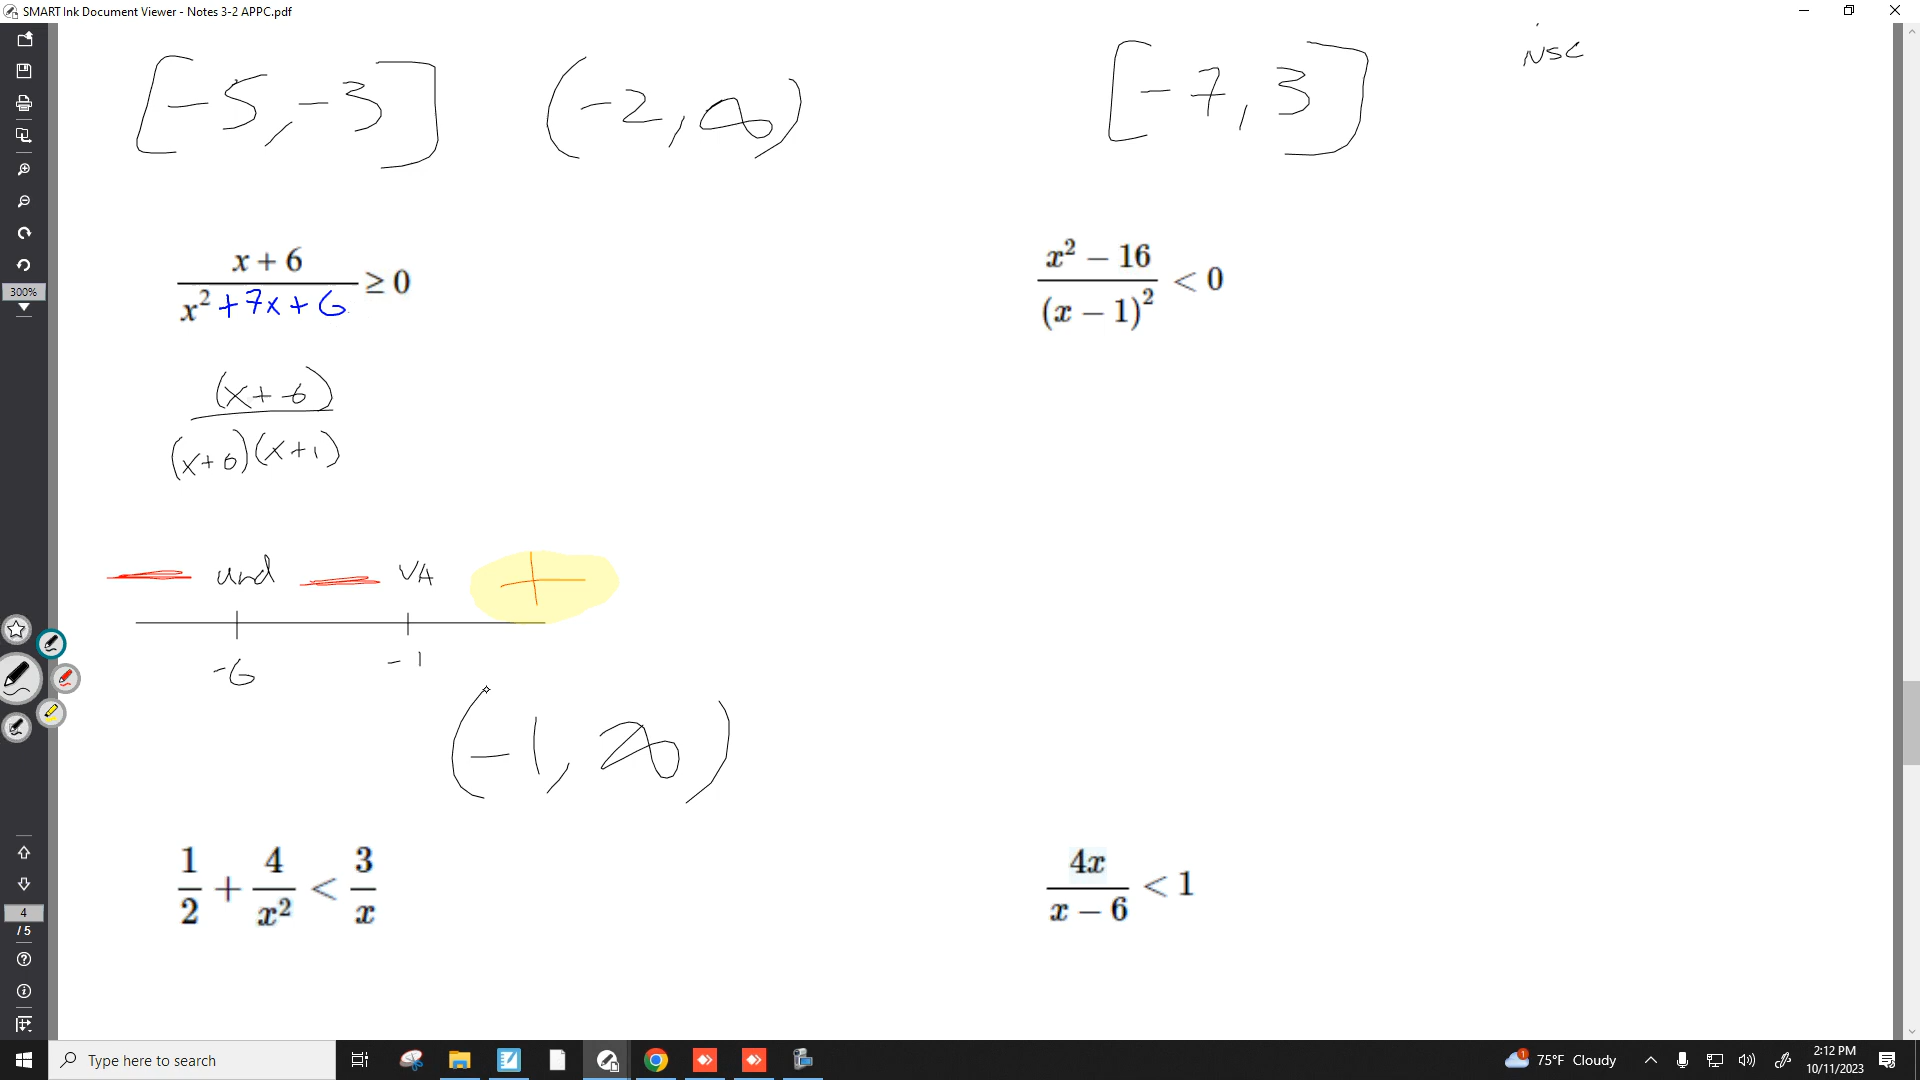 SMART Ink Document Viewer - Notes 3-2 APPC.pdf
[-5, -3] (-2, ∞)
[-7, 3]
NSC
x + 6
x² + 7x + 6
≥ 0
x² − 16
(x − 1)²
< 0
(x+6)
(x+6)(x+1)
− und − VA +
-6 -1
(-1, ∞)
1/2 + 4/x² < 3/x
4x
x − 6
< 1
300%
4
/ 5
Type here to search
1
75°F Cloudy
2:12 PM
10/11/2023